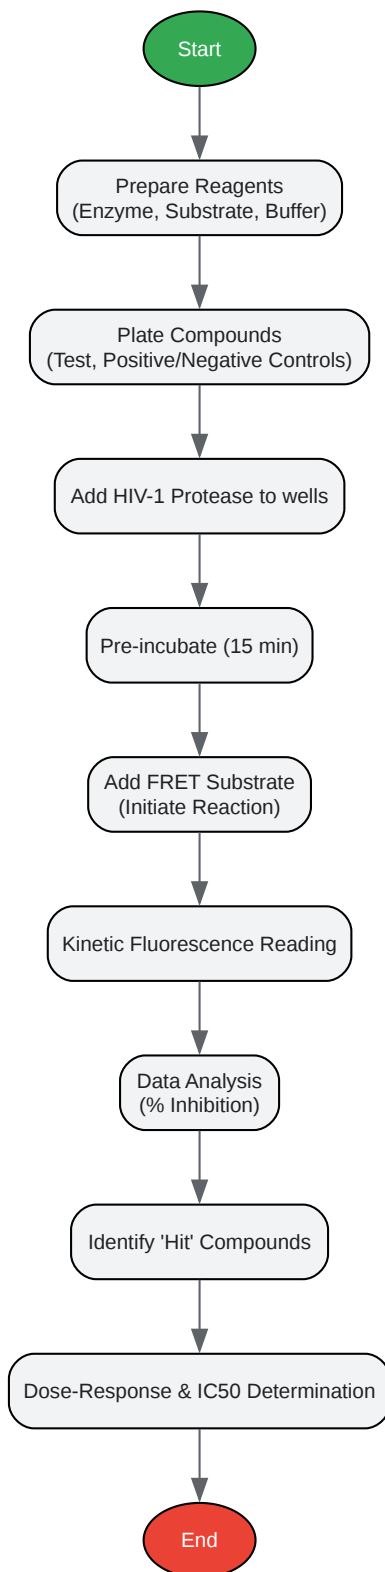 Start
Prepare Reagents
(Enzyme, Substrate, Buffer)
Plate Compounds
(Test, Positive/Negative Controls)
Add HIV-1 Protease to wells
Pre-incubate (15 min)
Add FRET Substrate
(Initiate Reaction)
Kinetic Fluorescence Reading
Data Analysis
(% Inhibition)
Identify 'Hit' Compounds
Dose-Response & IC50 Determination
End